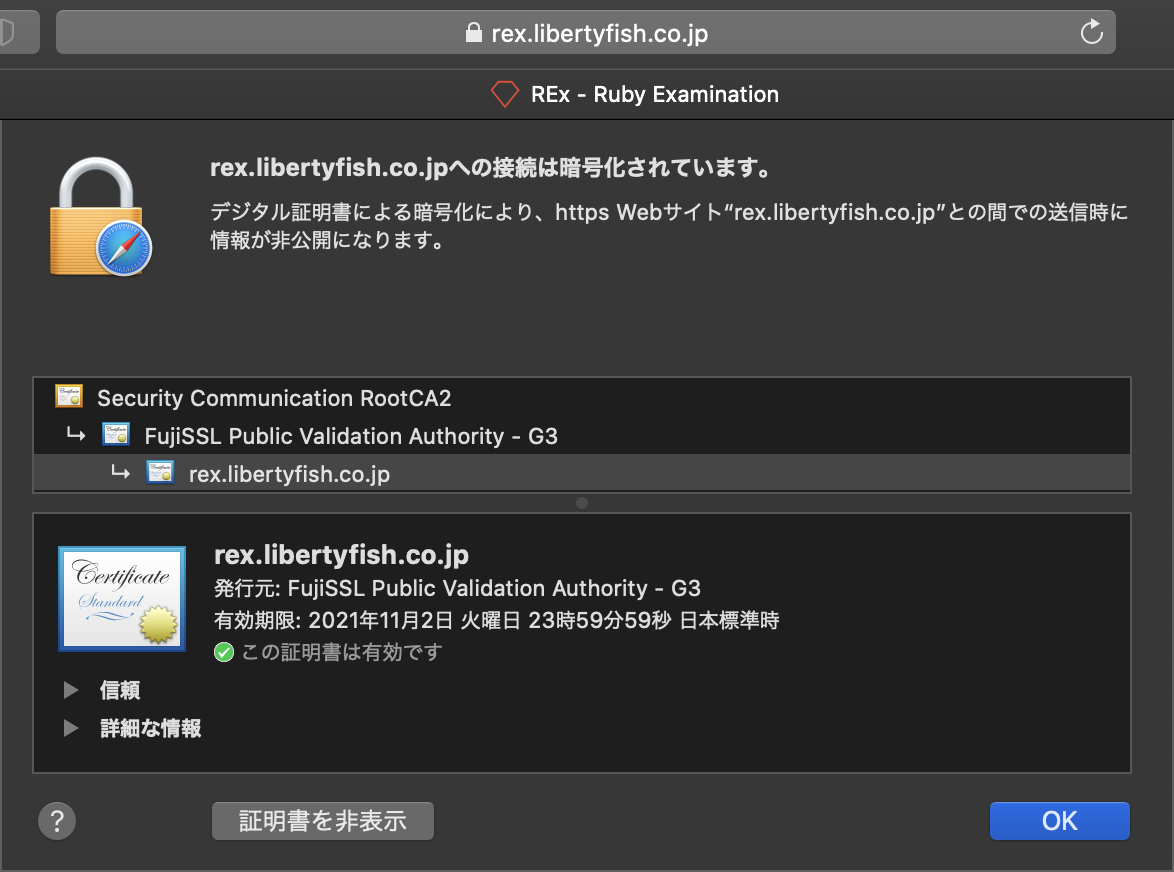 rex.libertyfish.co.jp
REx - Ruby Examination
rex.libertyfish.co.jpへの接続は暗号化されています。
デジタル証明書による暗号化により、https Webサイト“rex.libertyfish.co.jp”との間での送信時に
情報が非公開になります。
Security Communication RootCA2
FujiSSL Public Validation Authority - G3
rex.libertyfish.co.jp
Certificate
Standard
rex.libertyfish.co.jp
発行元: FujiSSL Public Validation Authority - G3
有効期限: 2021年11月2日 火曜日 23時59分59秒 日本標準時
この証明書は有効です
信頼
詳細な情報
?
証明書を非表示
OK